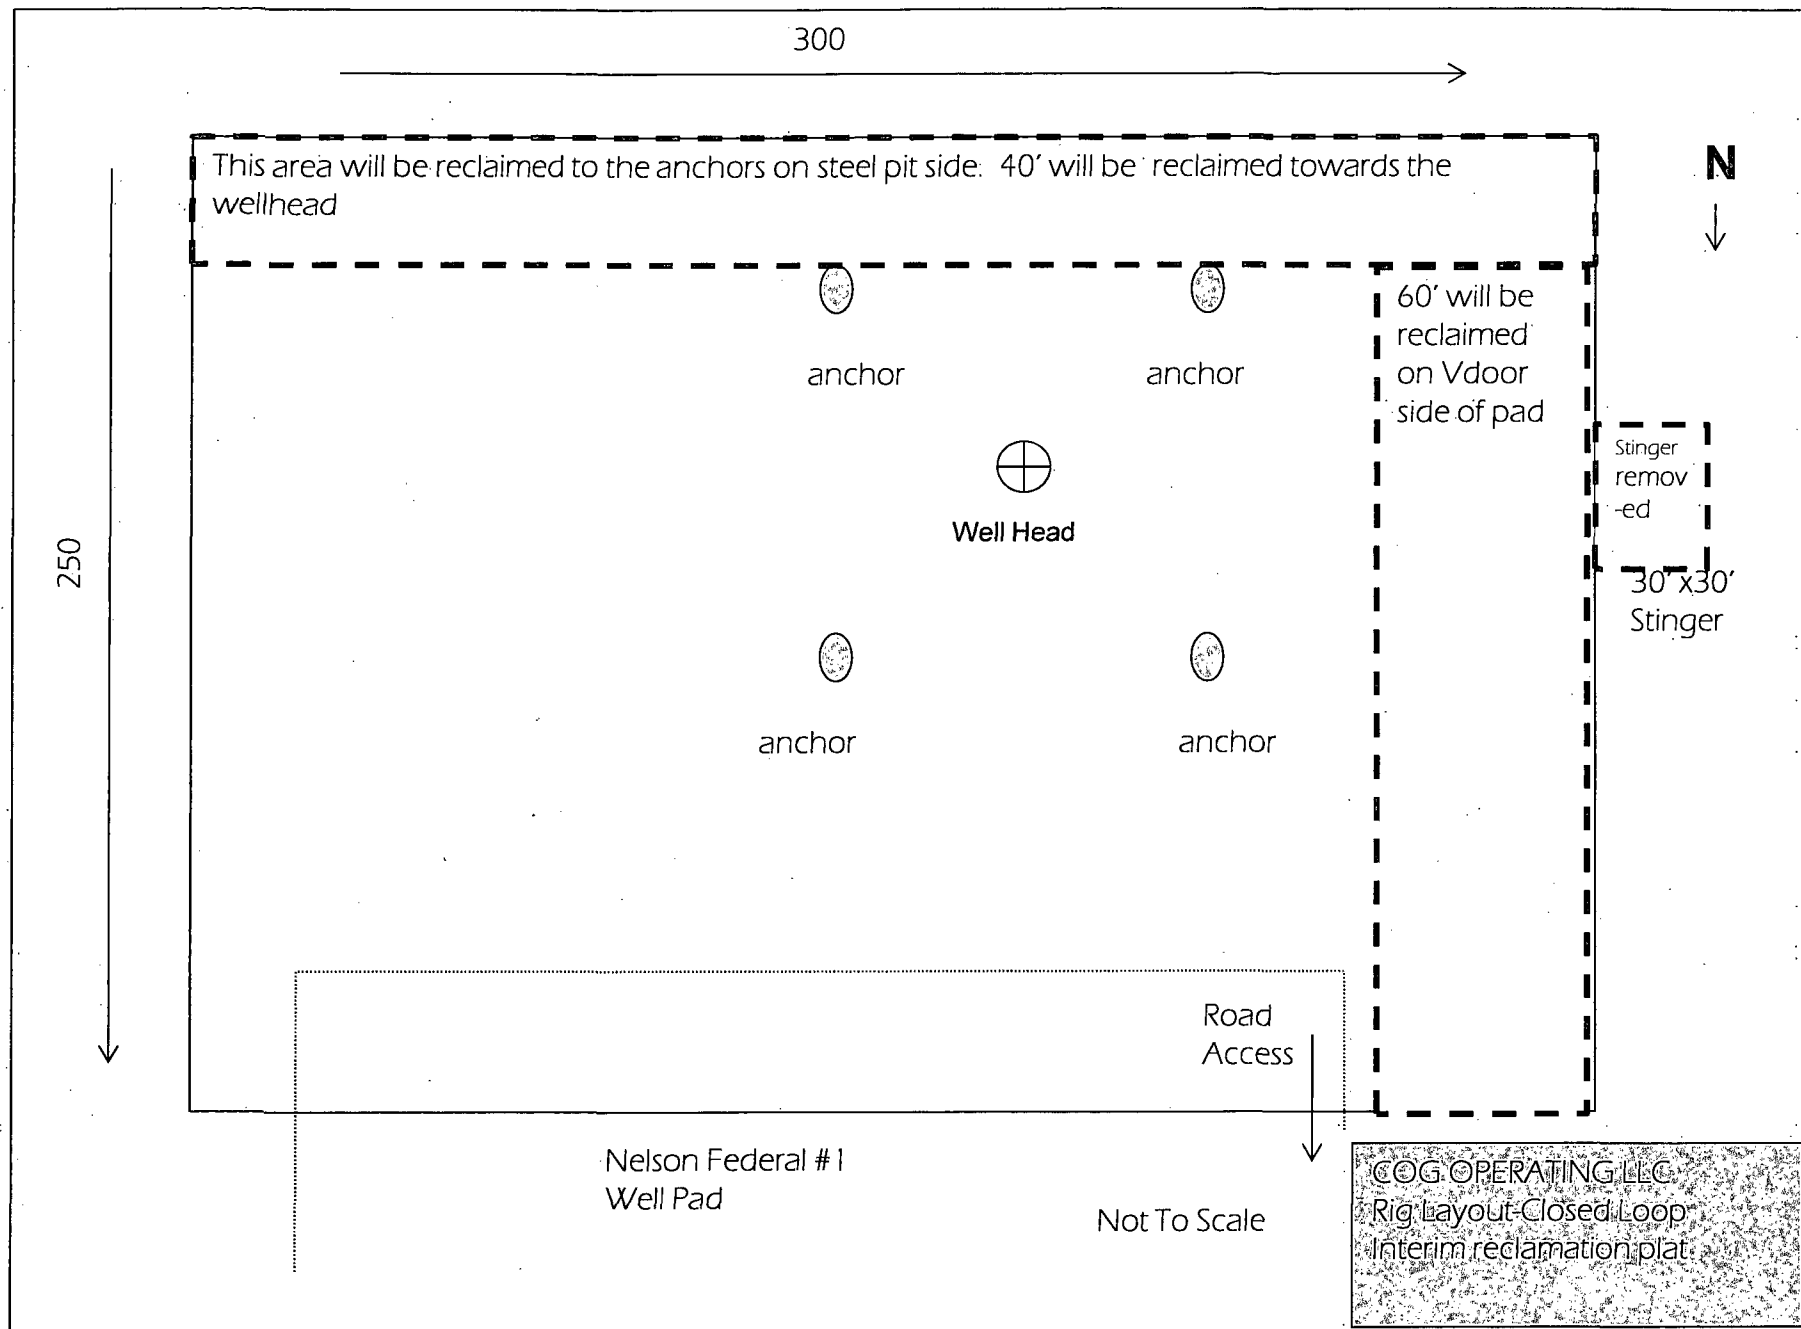 300
This area will be reclaimed to the anchors on steel pit side. 40' will be reclaimed towards the
wellhead
N
60' will be
reclaimed
on Vdoor
side of pad
anchor
anchor
Stinger
remov
-ed
Well Head
250
30' x30'
Stinger
anchor
anchor
Road
Access
Nelson Federal #1
Well Pad
Not To Scale
COG OPERATING LLC
Rig Layout-Closed Loop
Interim reclamation plat